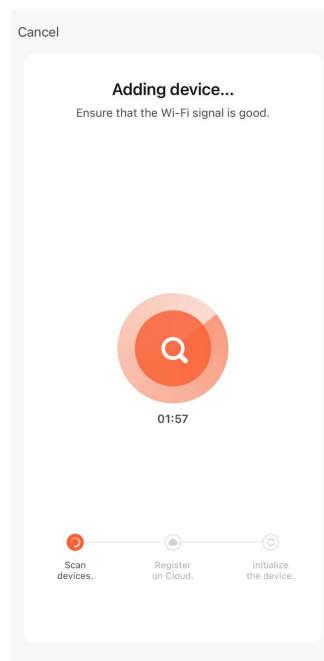 Cancel
Adding device...
Ensure that the Wi-Fi signal is good.
01:57
Scan
devices.
Register
on Cloud.
Initialize
the device.